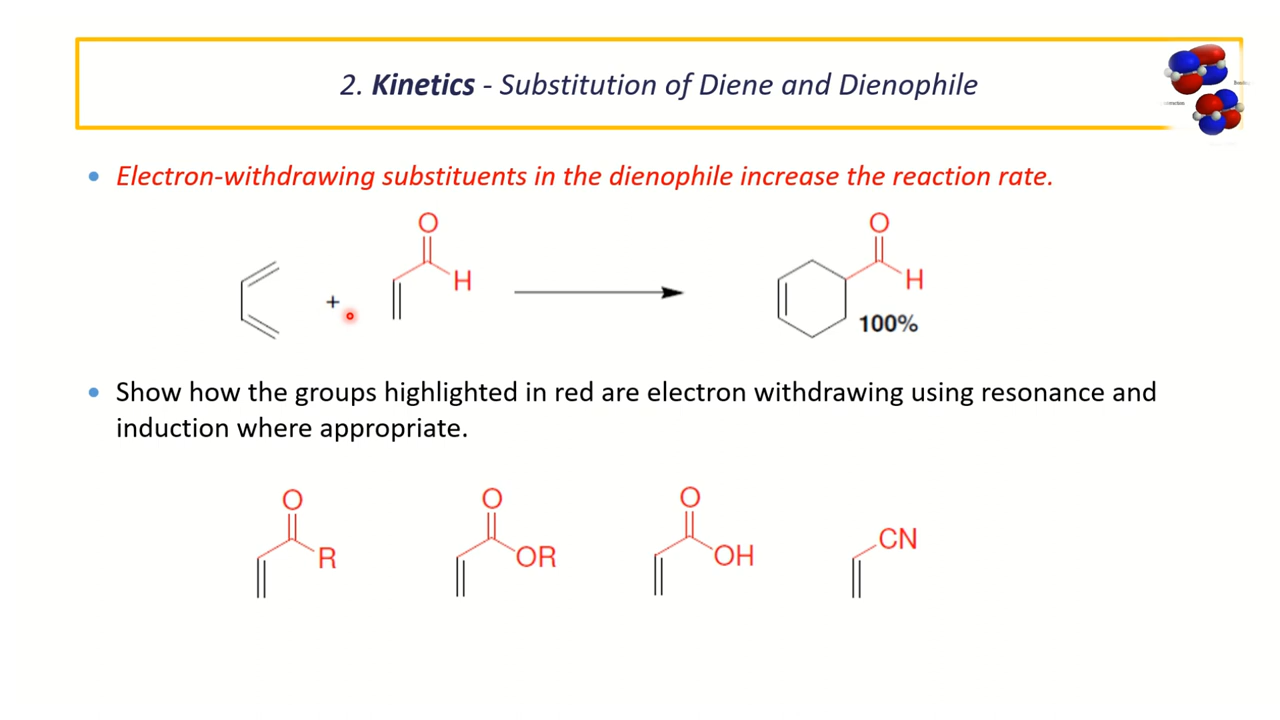 2. Kinetics - Substitution of Diene and Dienophile
• Electron-withdrawing substituents in the dienophile increase the reaction rate.
O
O
+
H
H
100%
• Show how the groups highlighted in red are electron withdrawing using resonance and
induction where appropriate.
O
O
O
R
OR
OH
CN